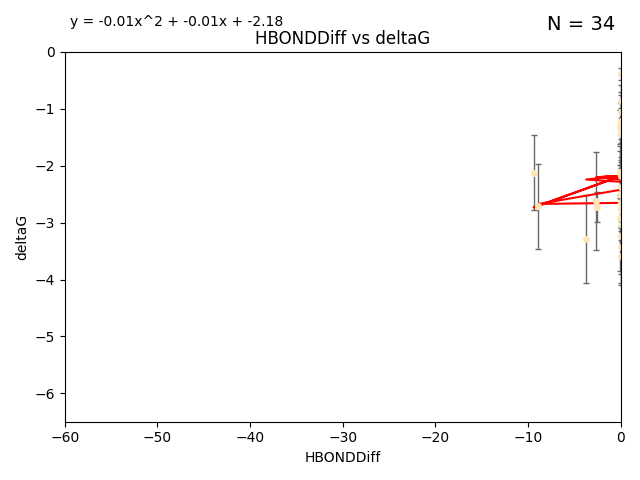 y = -0.01x^2 + -0.01x + -2.18
N = 34
HBONDDiff vs deltaG
0
−1
−2
−3
−4
−5
−6
deltaG
−60 −50 −40 −30 −20 −10 0
HBONDDiff